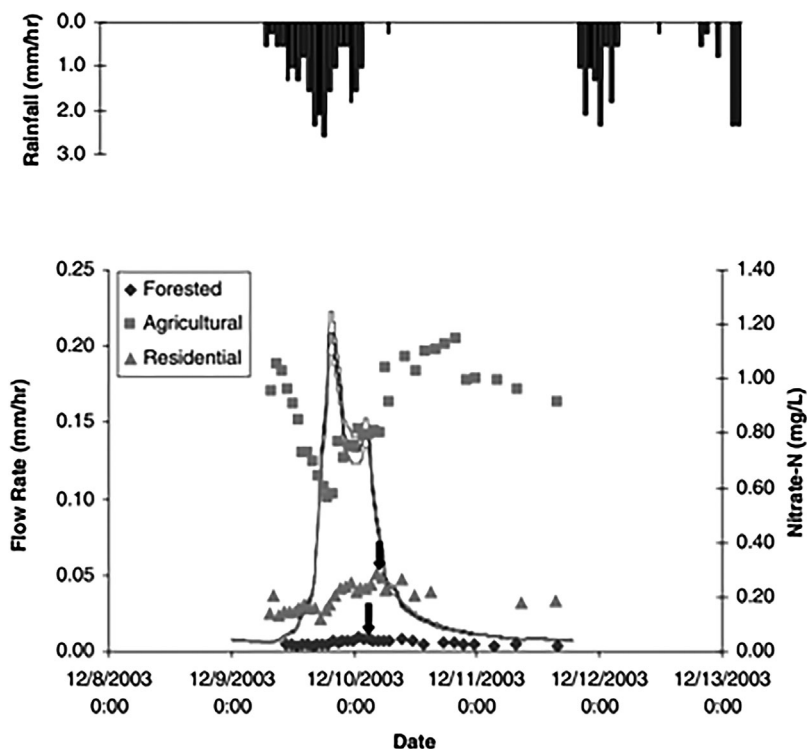 Rainfall (mm/hr)
0.0
1.0
2.0
3.0
Flow Rate (mm/hr)
0.25
0.20
0.15
0.10
0.05
0.00
Forested
Agricultural
Residential
1.40
1.20
1.00
0.80
0.60
0.40
0.20
0.00
Nitrate-N (mg/L)
12/8/2003 12/9/2003 12/10/2003 12/11/2003 12/12/2003 12/13/2003
0:00 0:00 0:00 0:00 0:00 0:00
Date